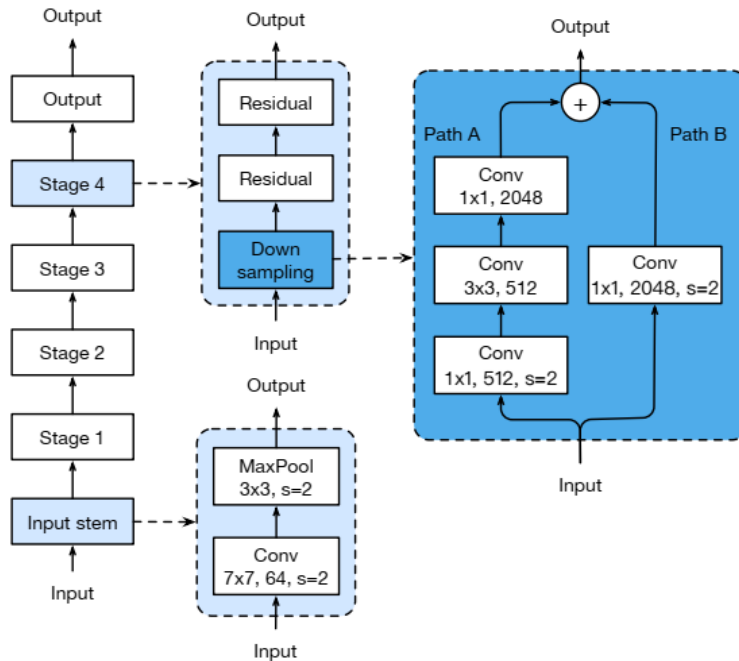 Output
Output
Stage 4
Stage 3
Stage 2
Stage 1
Input stem
Input
Output
Residual
Residual
Down
sampling
Input
Output
MaxPool
3x3, s=2
Conv
7x7, 64, s=2
Input
Output
+
Path A
Path B
Conv
1x1, 2048
Conv
3x3, 512
Conv
1x1, 2048, s=2
Conv
1x1, 512, s=2
Input